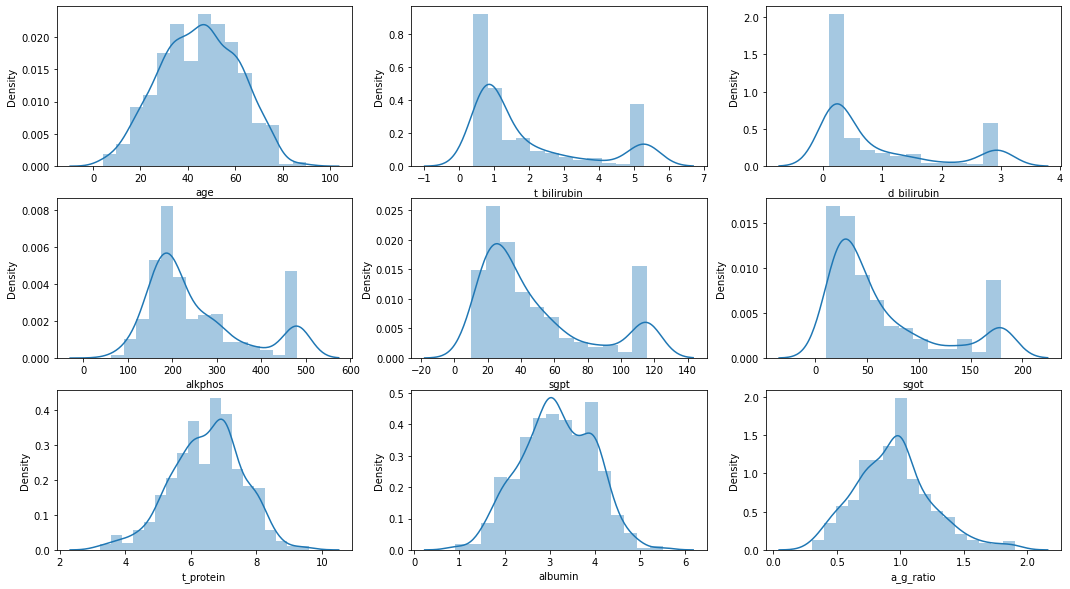 Density
0.020
0.015
0.010
0.005
0.000
0 20 40 60 80 100
age
Density
0.8
0.6
0.4
0.2
0.0
−1 0 1 2 3 4 5 6 7
t_bilirubin
Density
2.0
1.5
1.0
0.5
0.0
0 1 2 3 4
d_bilirubin
Density
0.008
0.006
0.004
0.002
0.000
0 100 200 300 400 500 600
alkphos
Density
0.025
0.020
0.015
0.010
0.005
0.000
−20 0 20 40 60 80 100 120 140
sgpt
Density
0.015
0.010
0.005
0.000
0 50 100 150 200
sgot
Density
0.4
0.3
0.2
0.1
0.0
2 4 6 8 10
t_protein
Density
0.5
0.4
0.3
0.2
0.1
0.0
0 1 2 3 4 5 6
albumin
Density
2.0
1.5
1.0
0.5
0.0
0.0 0.5 1.0 1.5 2.0
a_g_ratio